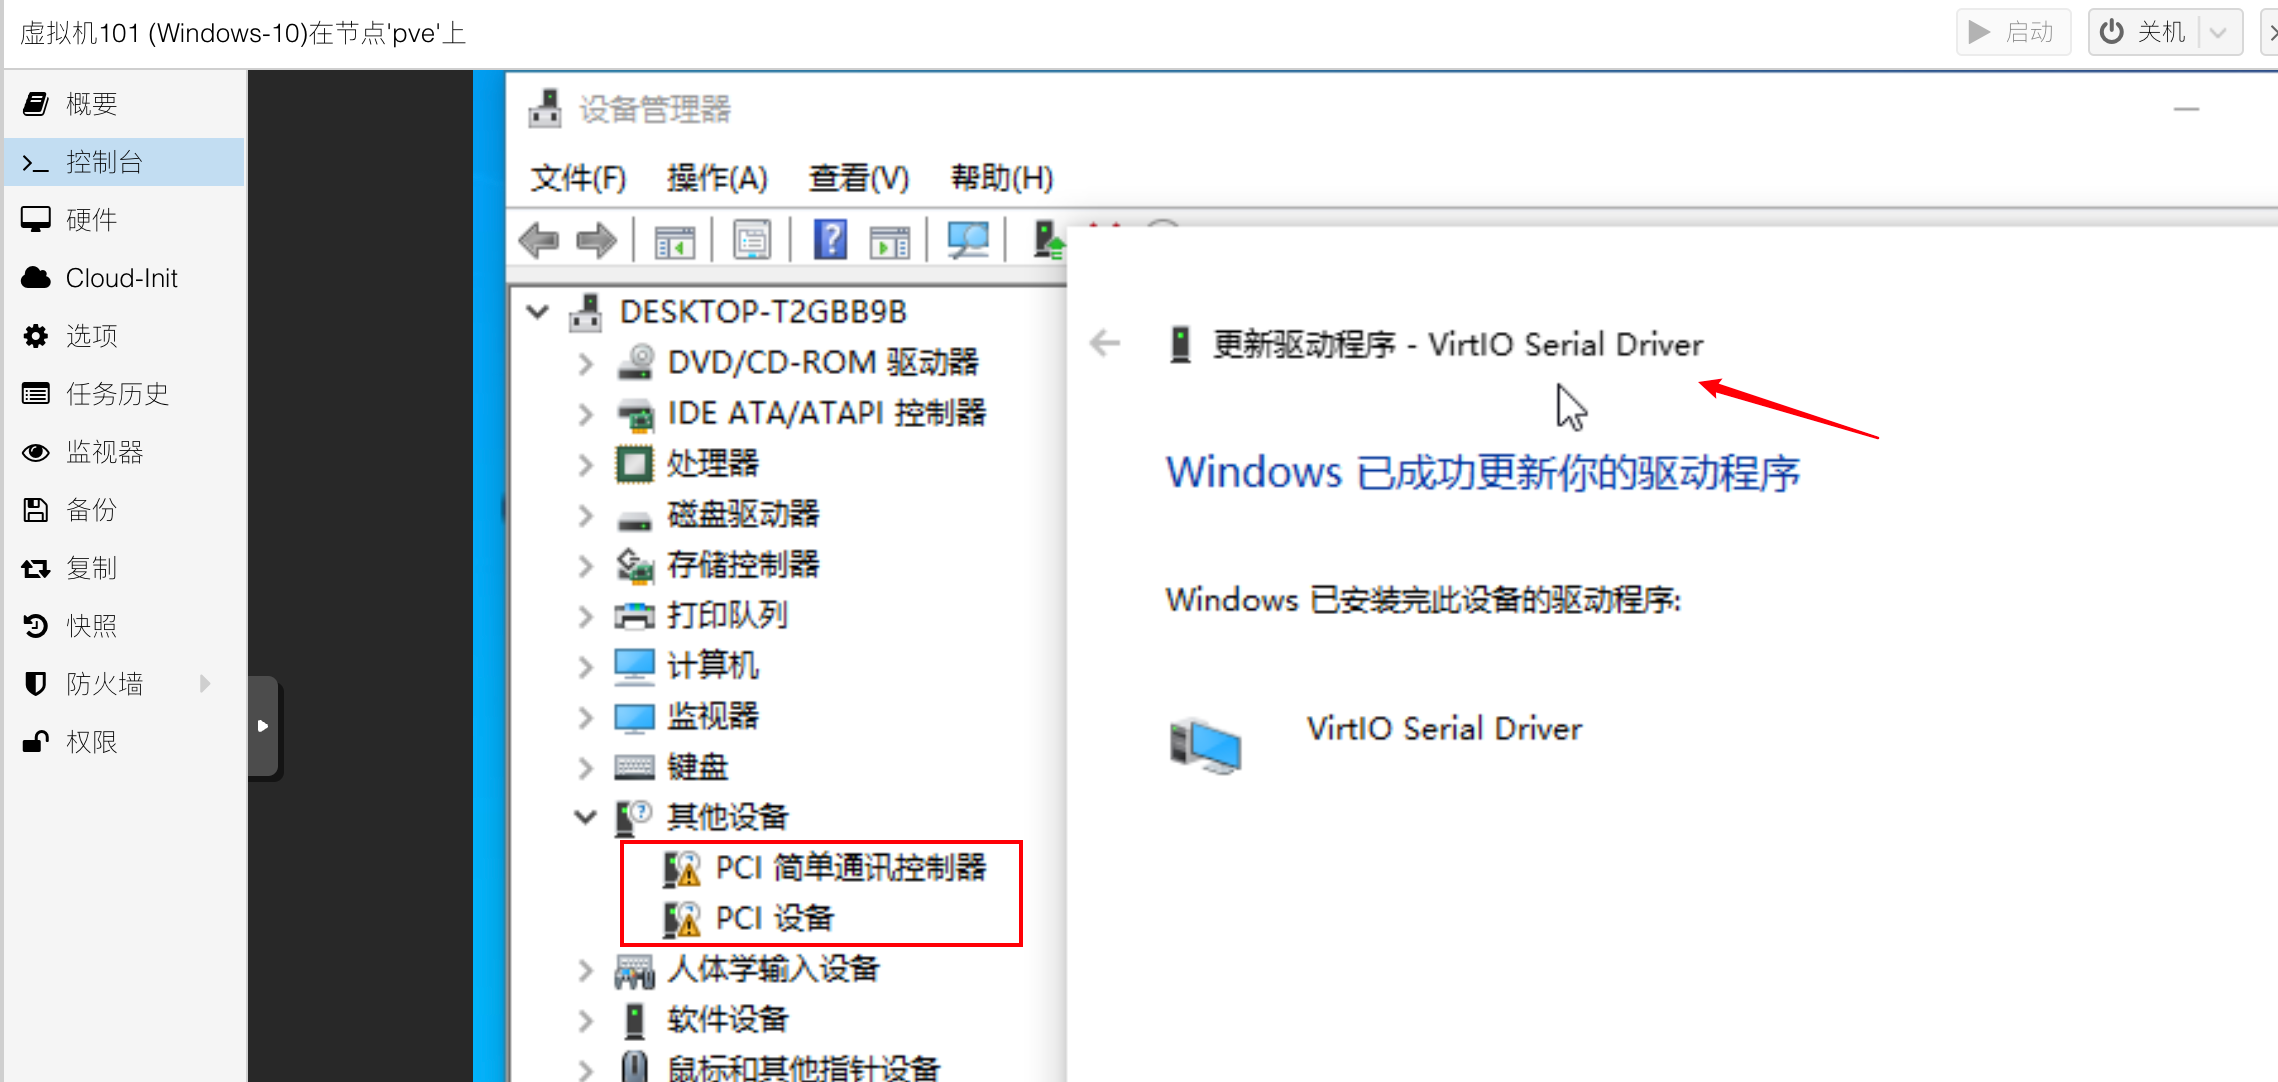 虚拟机101 (Windows-10)在节点'pve'上
启动
关机
概要
控制台
硬件
Cloud-Init
选项
任务历史
监视器
备份
复制
快照
防火墙
权限
设备管理器
文件(F) 操作(A) 查看(V) 帮助(H)
DESKTOP-T2GBB9B
DVD/CD-ROM 驱动器
IDE ATA/ATAPI 控制器
处理器
磁盘驱动器
存储控制器
打印队列
计算机
监视器
键盘
其他设备
PCI 简单通讯控制器
PCI 设备
人体学输入设备
软件设备
鼠标和其他指针设备
更新驱动程序 - VirtIO Serial Driver
Windows 已成功更新你的驱动程序
Windows 已安装完此设备的驱动程序:
VirtIO Serial Driver